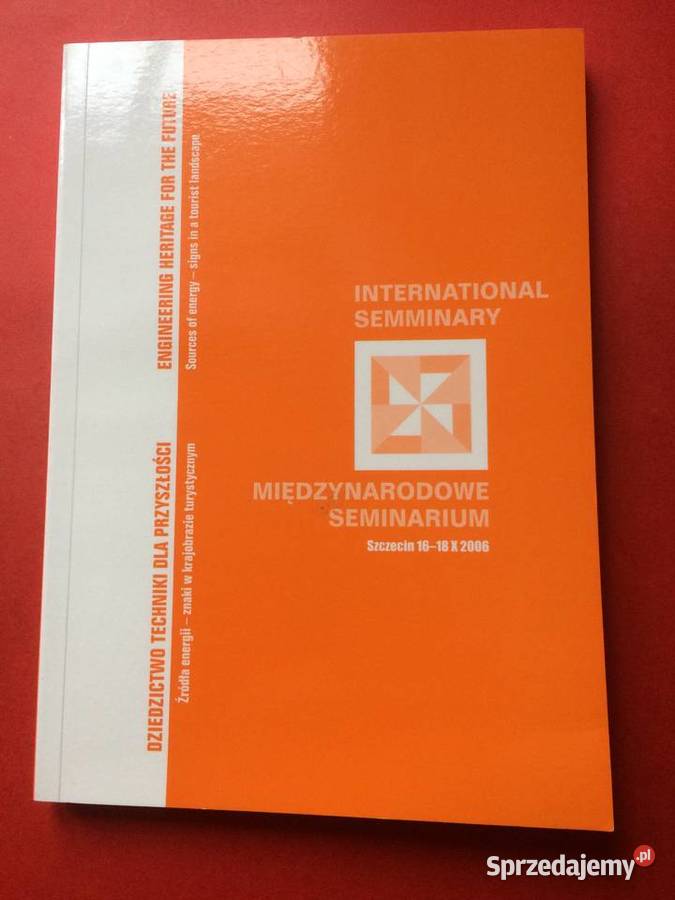 DZIEDZICTWO TECHNIKI DLA PRZYSZŁOŚCI
Źródła energii – znaki w krajobrazie turystycznym
ENGINEERING HERITAGE FOR THE FUTURE
Sources of energy – signs in a tourist landscape
INTERNATIONAL
SEMMINARY
MIĘDZYNARODOWE
SEMINARIUM
Szczecin 16–18 X 2006
Sprzedajemy.pl